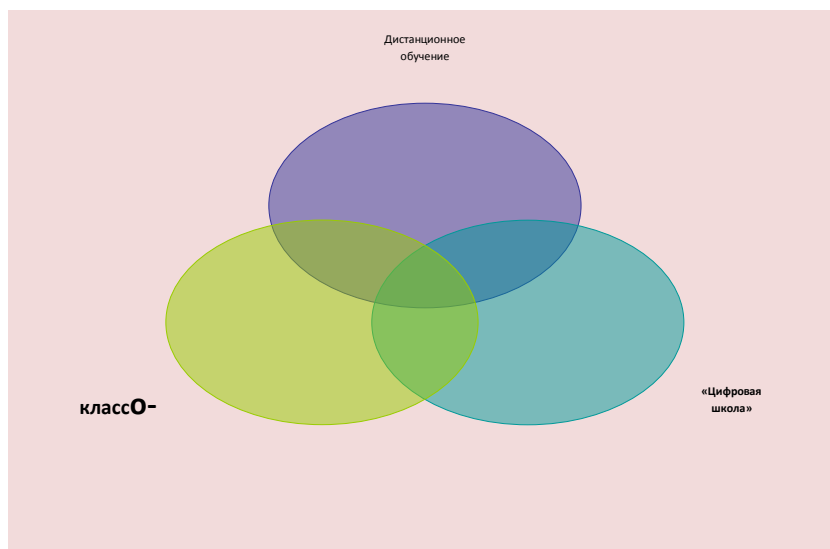 Дистанционное
обучение
классо-
«Цифровая
школа»